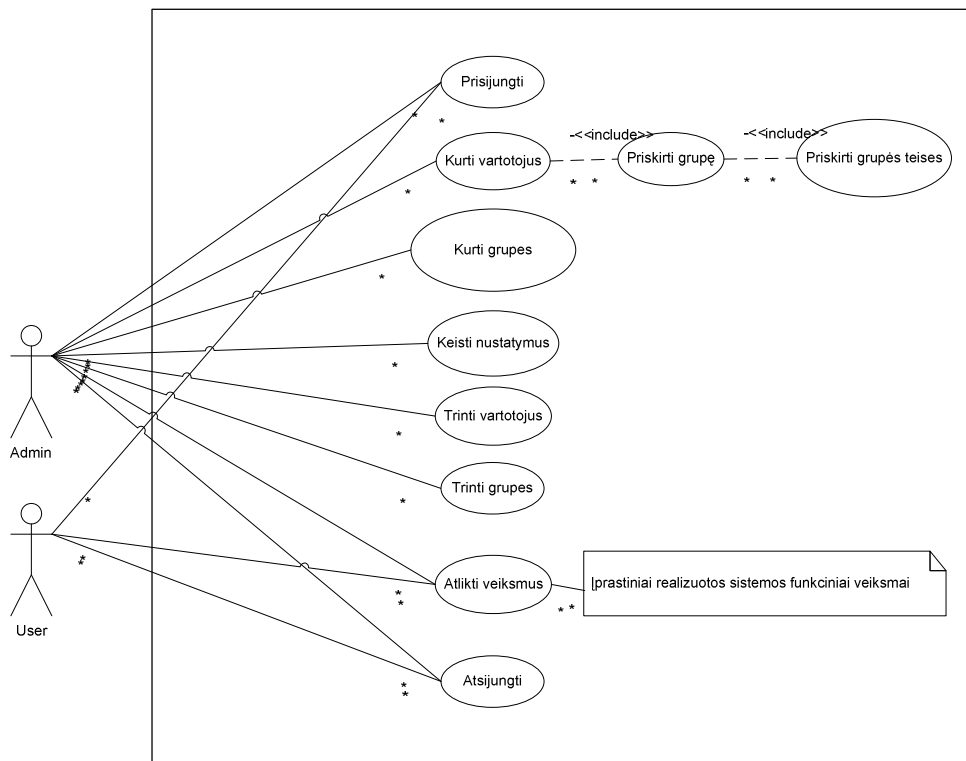 Prisijungti
* *
-<<include>>
-<<include>>
Kurti vartotojus
Priskirti grupę
Priskirti grupės teises
*
* *
* *
Kurti grupes
*
Keisti nustatymus
*
Trinti vartotojus
*
Admin
Trinti grupes
*
*
Atlikti veiksmus
Įprastiniai realizuotos sistemos funkciniai veiksmai
*
*
* *
User
Atsijungti
*
*